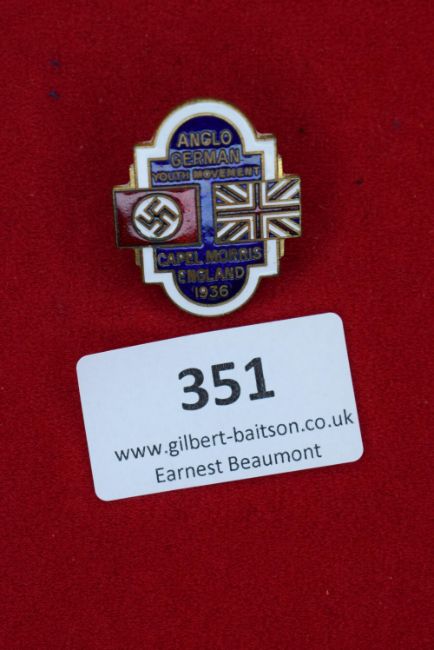 ANGLO
GERMAN
YOUTH MOVEMENT
CAPEL MORRIS
ENGLAND
1936
351
www.gilbert-baitson.co.uk
Earnest Beaumont